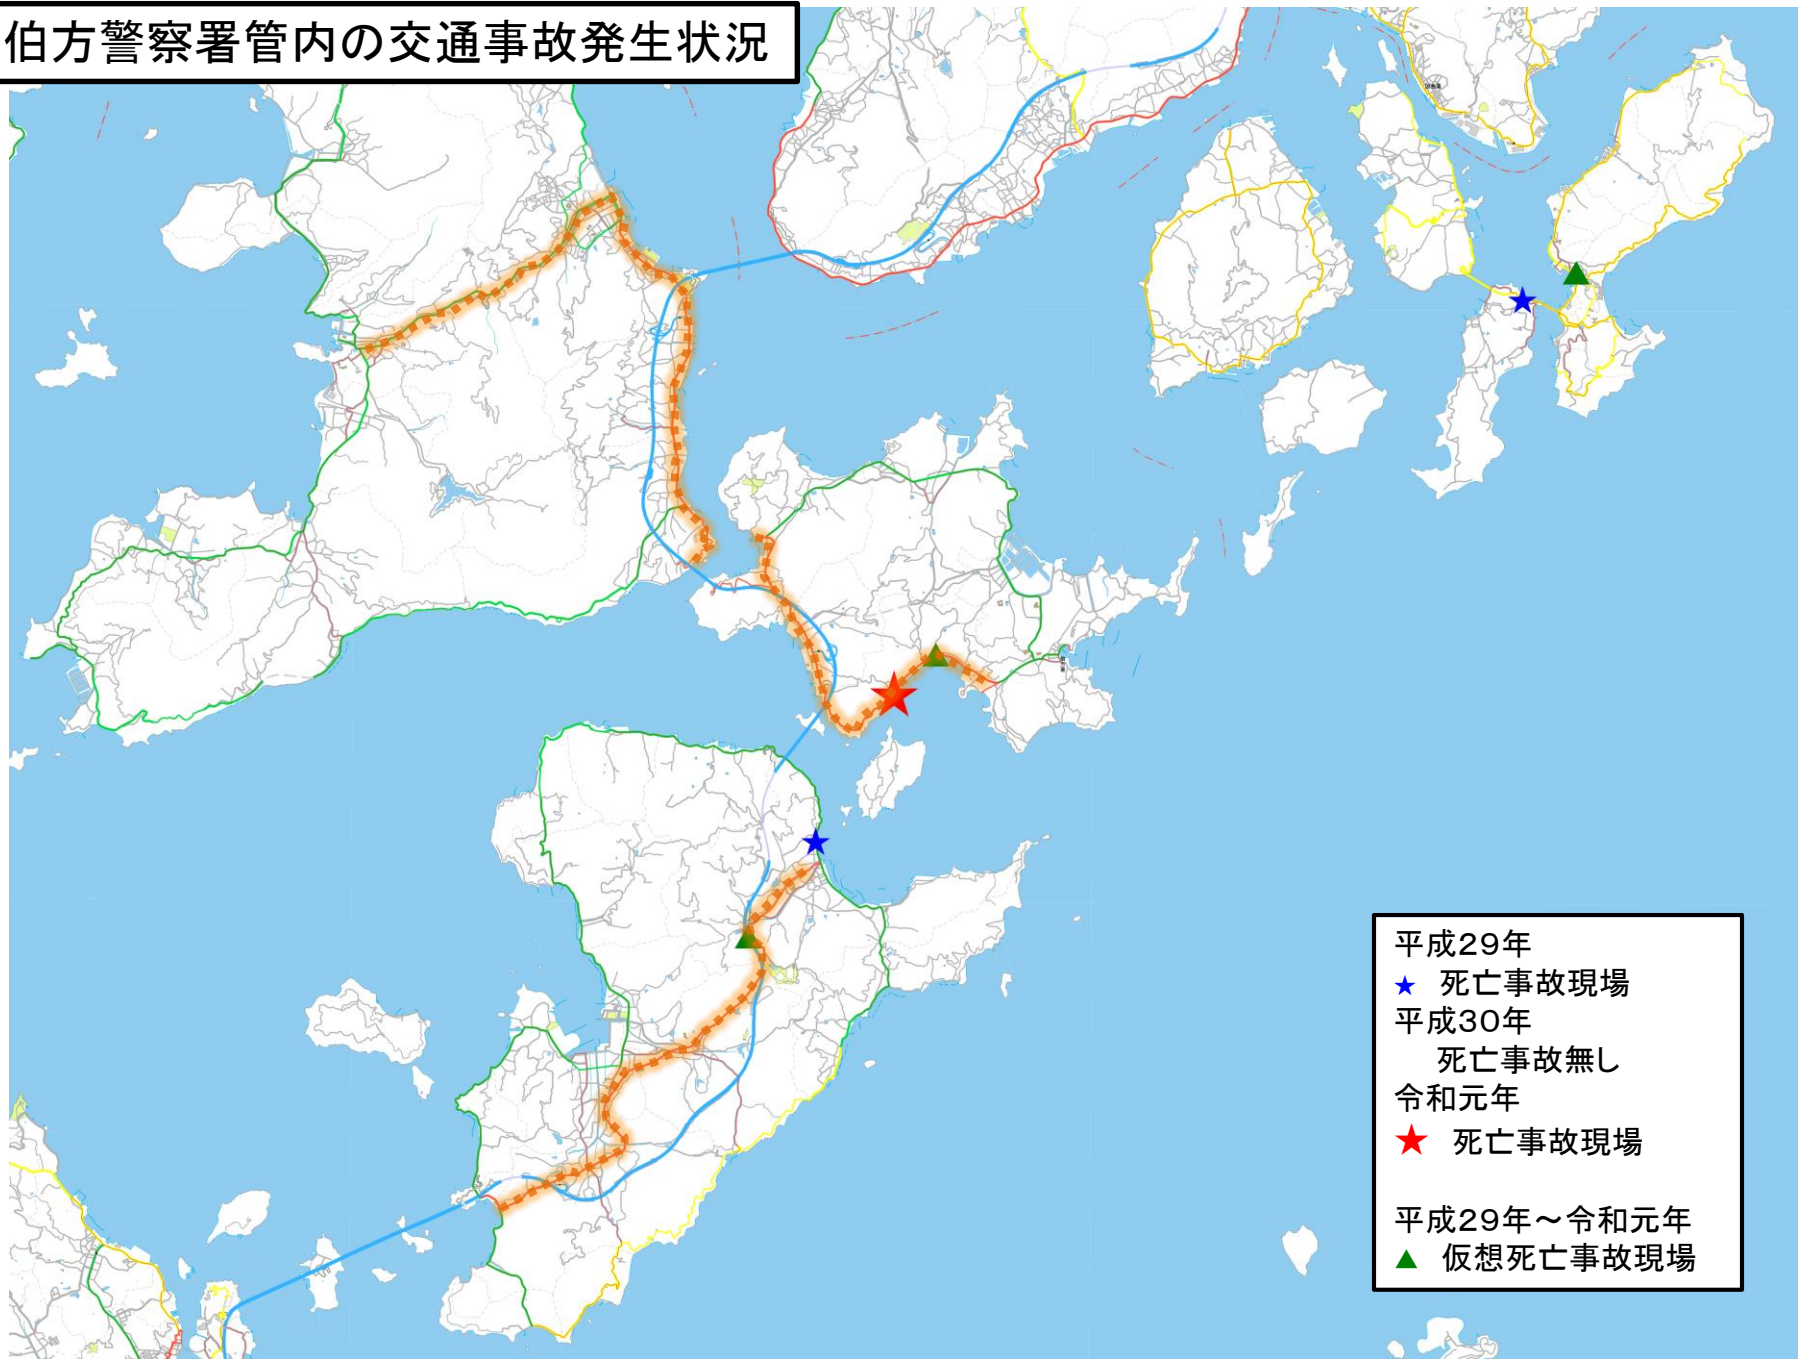 伯方警察署管内の交通事故発生状況
平成29年
★ 死亡事故現場
平成30年
死亡事故無し
令和元年
★ 死亡事故現場
平成29年～令和元年
▲ 仮想死亡事故現場